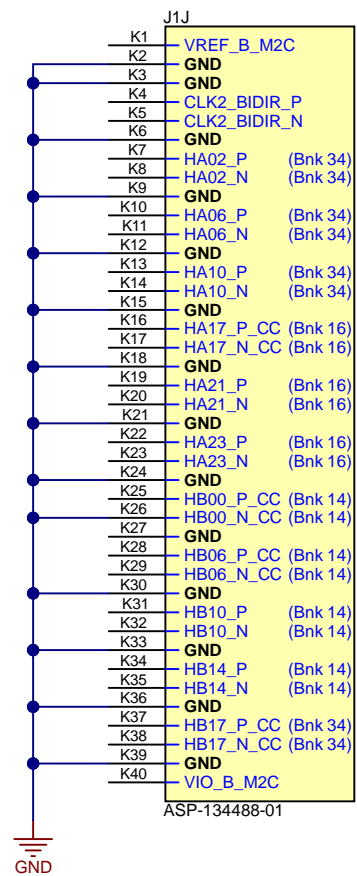 J1J
K1 VREF_B_M2C
K2 GND
K3 GND
K4 CLK2_BIDIR_P
K5 CLK2_BIDIR_N
K6 GND
K7 HA02_P (Bnk 34)
K8 HA02_N (Bnk 34)
K9 GND
K10 HA06_P (Bnk 34)
K11 HA06_N (Bnk 34)
K12 GND
K13 HA10_P (Bnk 34)
K14 HA10_N (Bnk 34)
K15 GND
K16 HA17_P_CC (Bnk 16)
K17 HA17_N_CC (Bnk 16)
K18 GND
K19 HA21_P (Bnk 16)
K20 HA21_N (Bnk 16)
K21 GND
K22 HA23_P (Bnk 16)
K23 HA23_N (Bnk 16)
K24 GND
K25 HB00_P_CC (Bnk 14)
K26 HB00_N_CC (Bnk 14)
K27 GND
K28 HB06_P_CC (Bnk 14)
K29 HB06_N_CC (Bnk 14)
K30 GND
K31 HB10_P (Bnk 14)
K32 HB10_N (Bnk 14)
K33 GND
K34 HB14_P (Bnk 14)
K35 HB14_N (Bnk 14)
K36 GND
K37 HB17_P_CC (Bnk 34)
K38 HB17_N_CC (Bnk 34)
K39 GND
K40 VIO_B_M2C
ASP-134488-01
GND